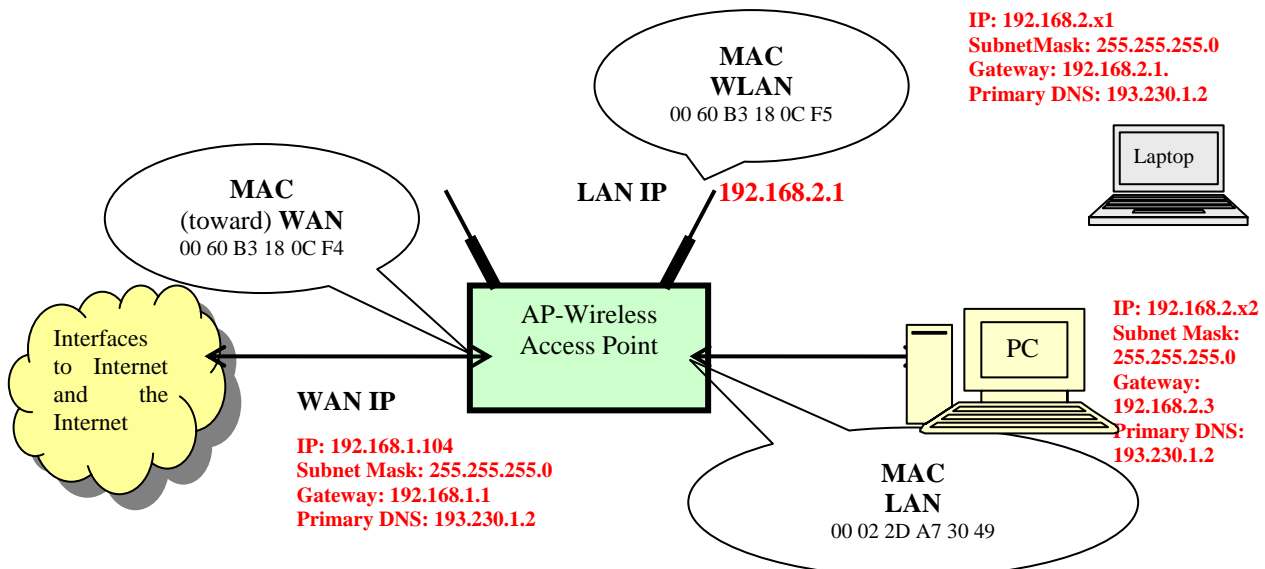 IP: 192.168.2.x1
SubnetMask: 255.255.255.0
Gateway: 192.168.2.1.
Primary DNS: 193.230.1.2
MAC
WLAN
00 60 B3 18 0C F5
Laptop
MAC
(toward) WAN
00 60 B3 18 0C F4
LAN IP 192.168.2.1
AP-Wireless
Access Point
Interfaces
to Internet
and the
Internet
PC
IP: 192.168.2.x2
Subnet Mask:
255.255.255.0
Gateway:
192.168.2.3
Primary DNS:
193.230.1.2
WAN IP
IP: 192.168.1.104
Subnet Mask: 255.255.255.0
Gateway: 192.168.1.1
Primary DNS: 193.230.1.2
MAC
LAN
00 02 2D A7 30 49